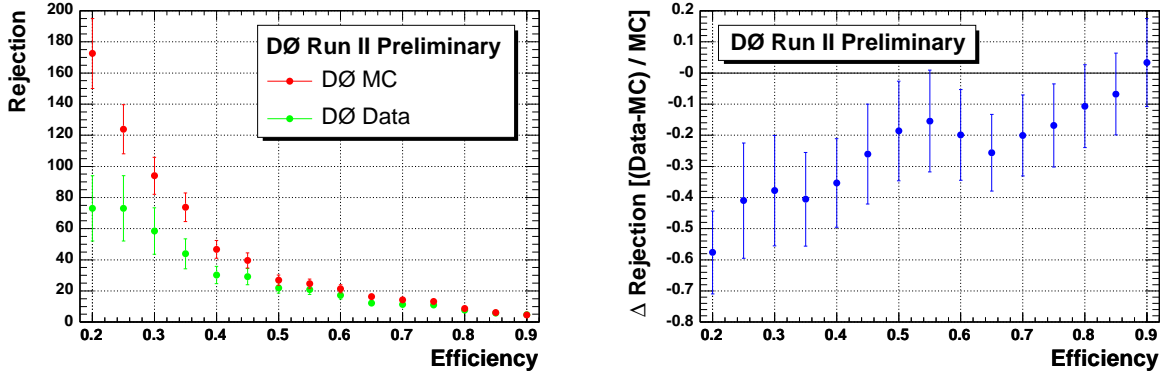 Rejection
200
180
160
140
120
100
80
60
40
20
0
DØ Run II Preliminary
DØ MC
DØ Data
0.2 0.3 0.4 0.5 0.6 0.7 0.8 0.9
Efficiency
Δ Rejection [(Data-MC) / MC]
0.2
0.1
-0
-0.1
-0.2
-0.3
-0.4
-0.5
-0.6
-0.7
-0.8
DØ Run II Preliminary
0.2 0.3 0.4 0.5 0.6 0.7 0.8 0.9
Efficiency